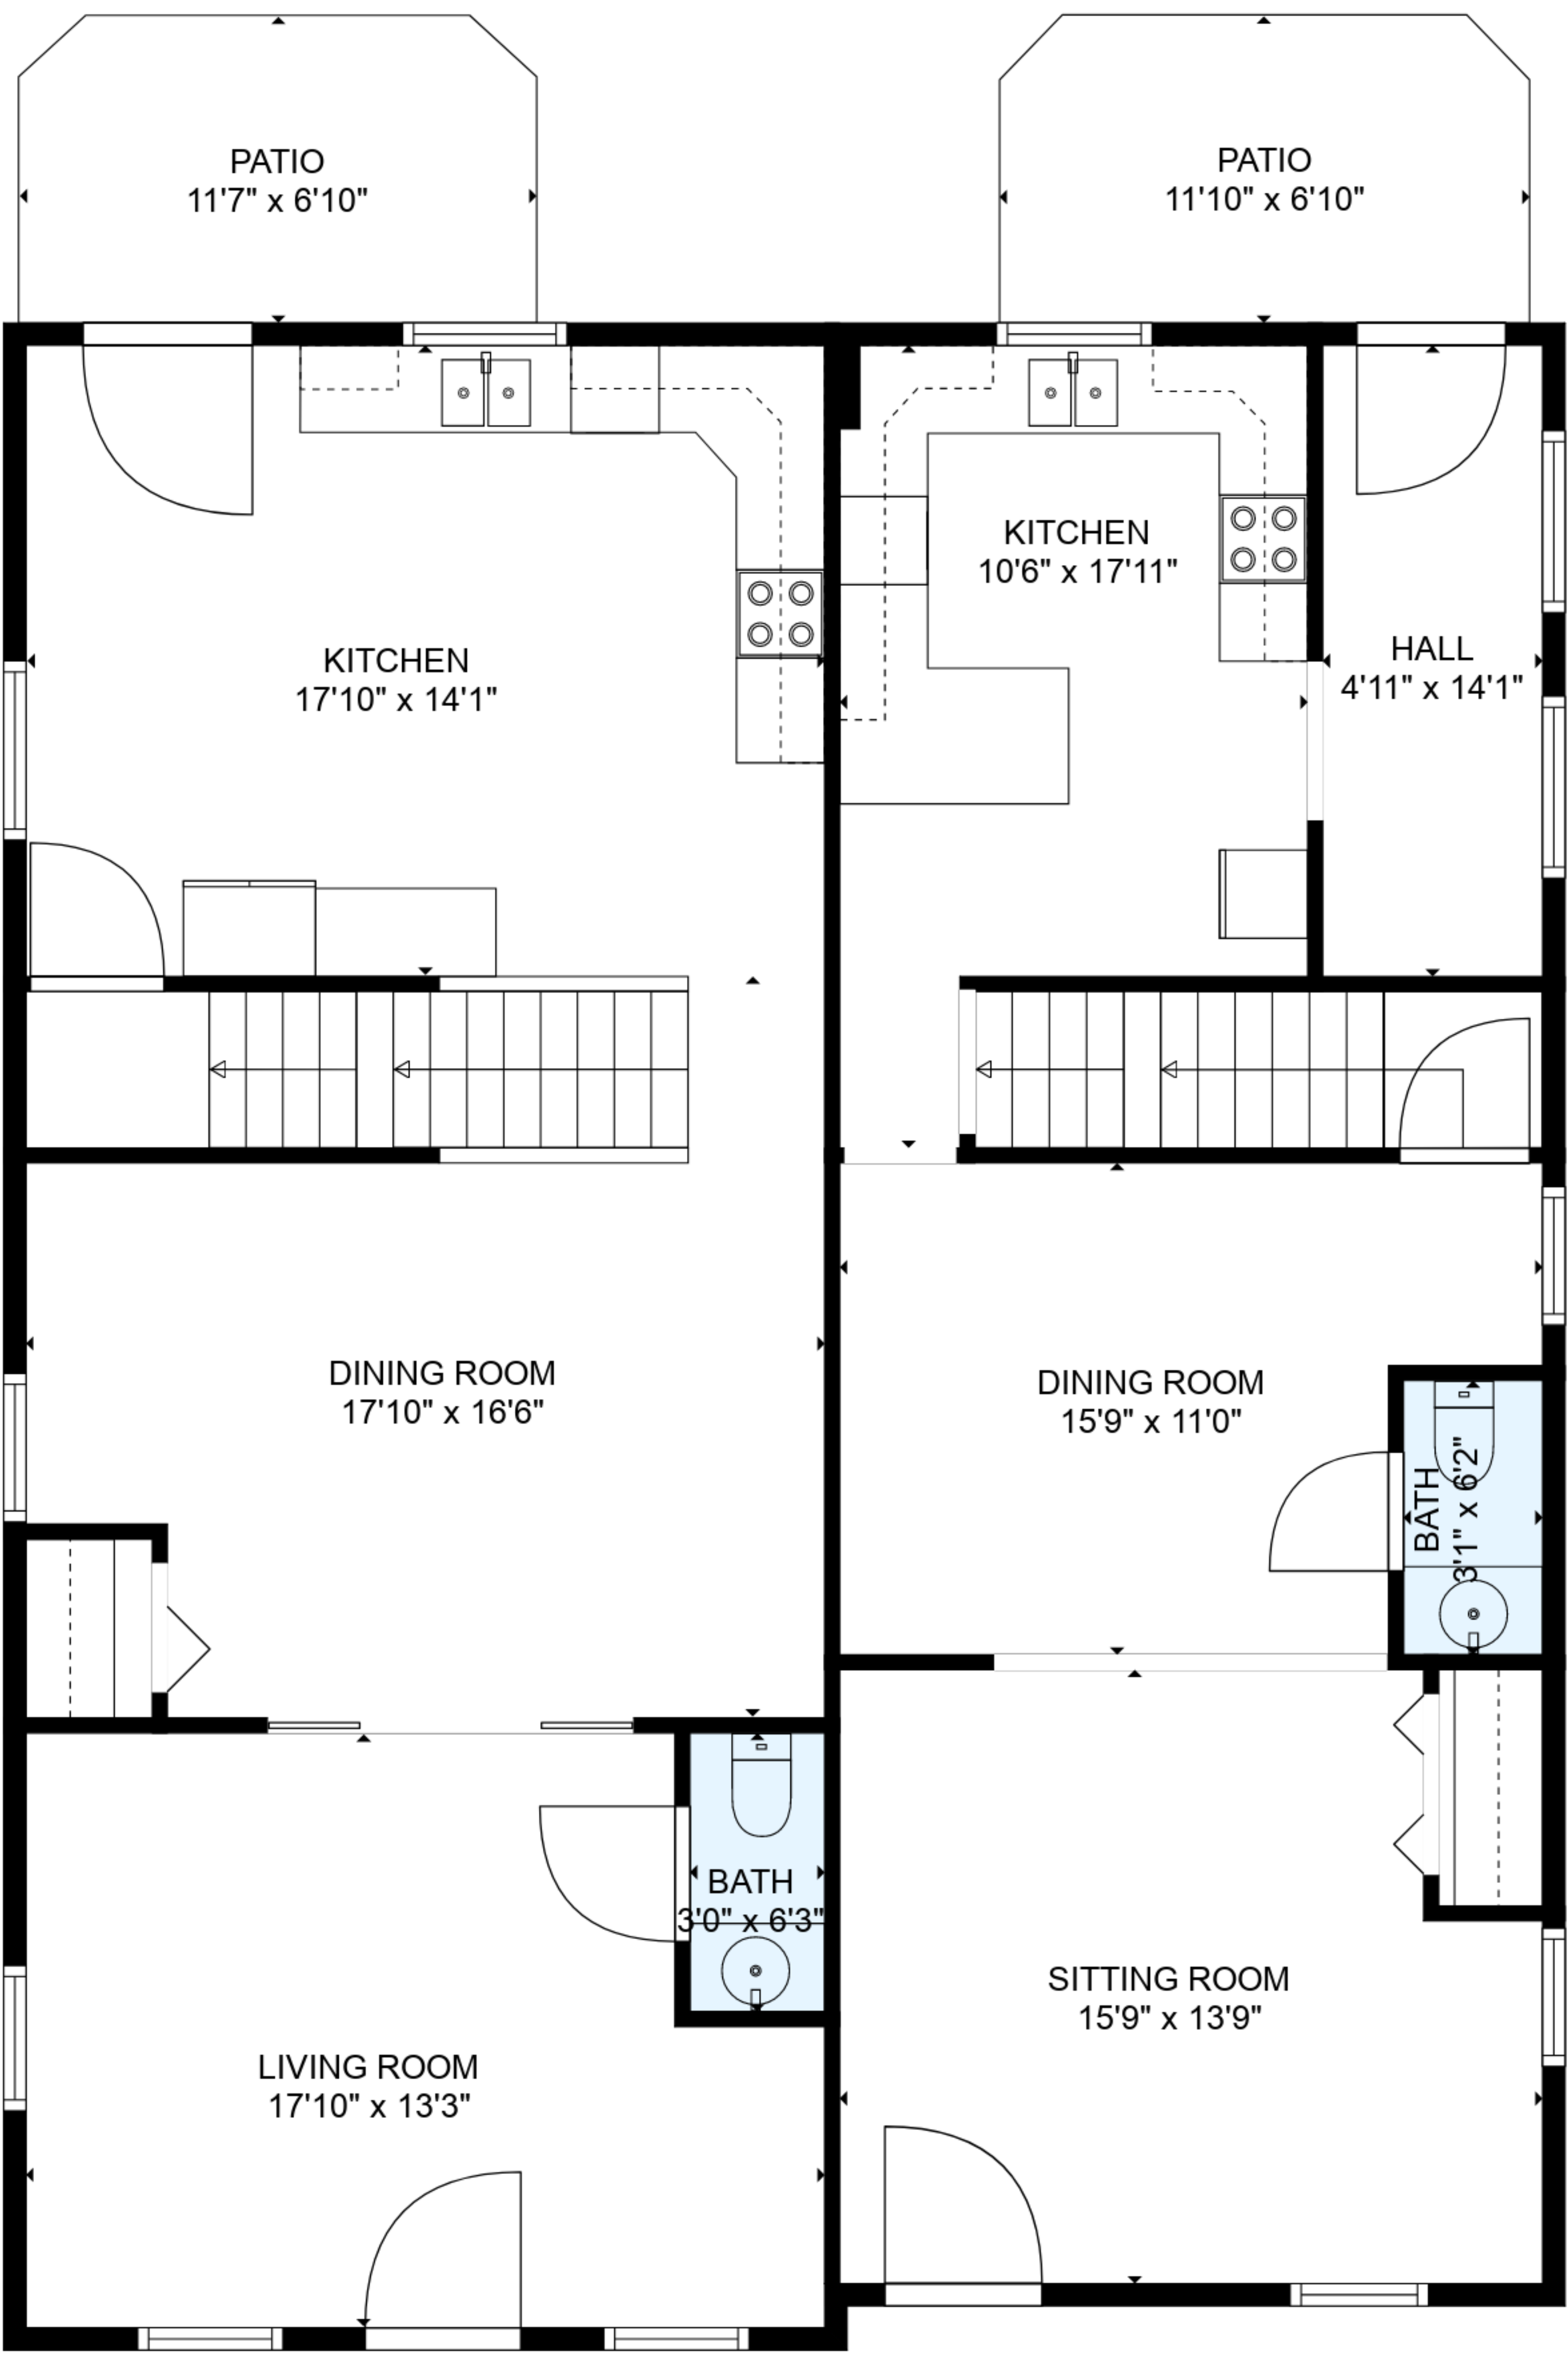 PATIO
11'7" x 6'10"
PATIO
11'10" x 6'10"
KITCHEN
17'10" x 14'1"
KITCHEN
10'6" x 17'11"
HALL
4'11" x 14'1"
DINING ROOM
17'10" x 16'6"
DINING ROOM
15'9" x 11'0"
BATH
3'1" x 6'2"
BATH
3'0" x 6'3"
LIVING ROOM
17'10" x 13'3"
SITTING ROOM
15'9" x 13'9"